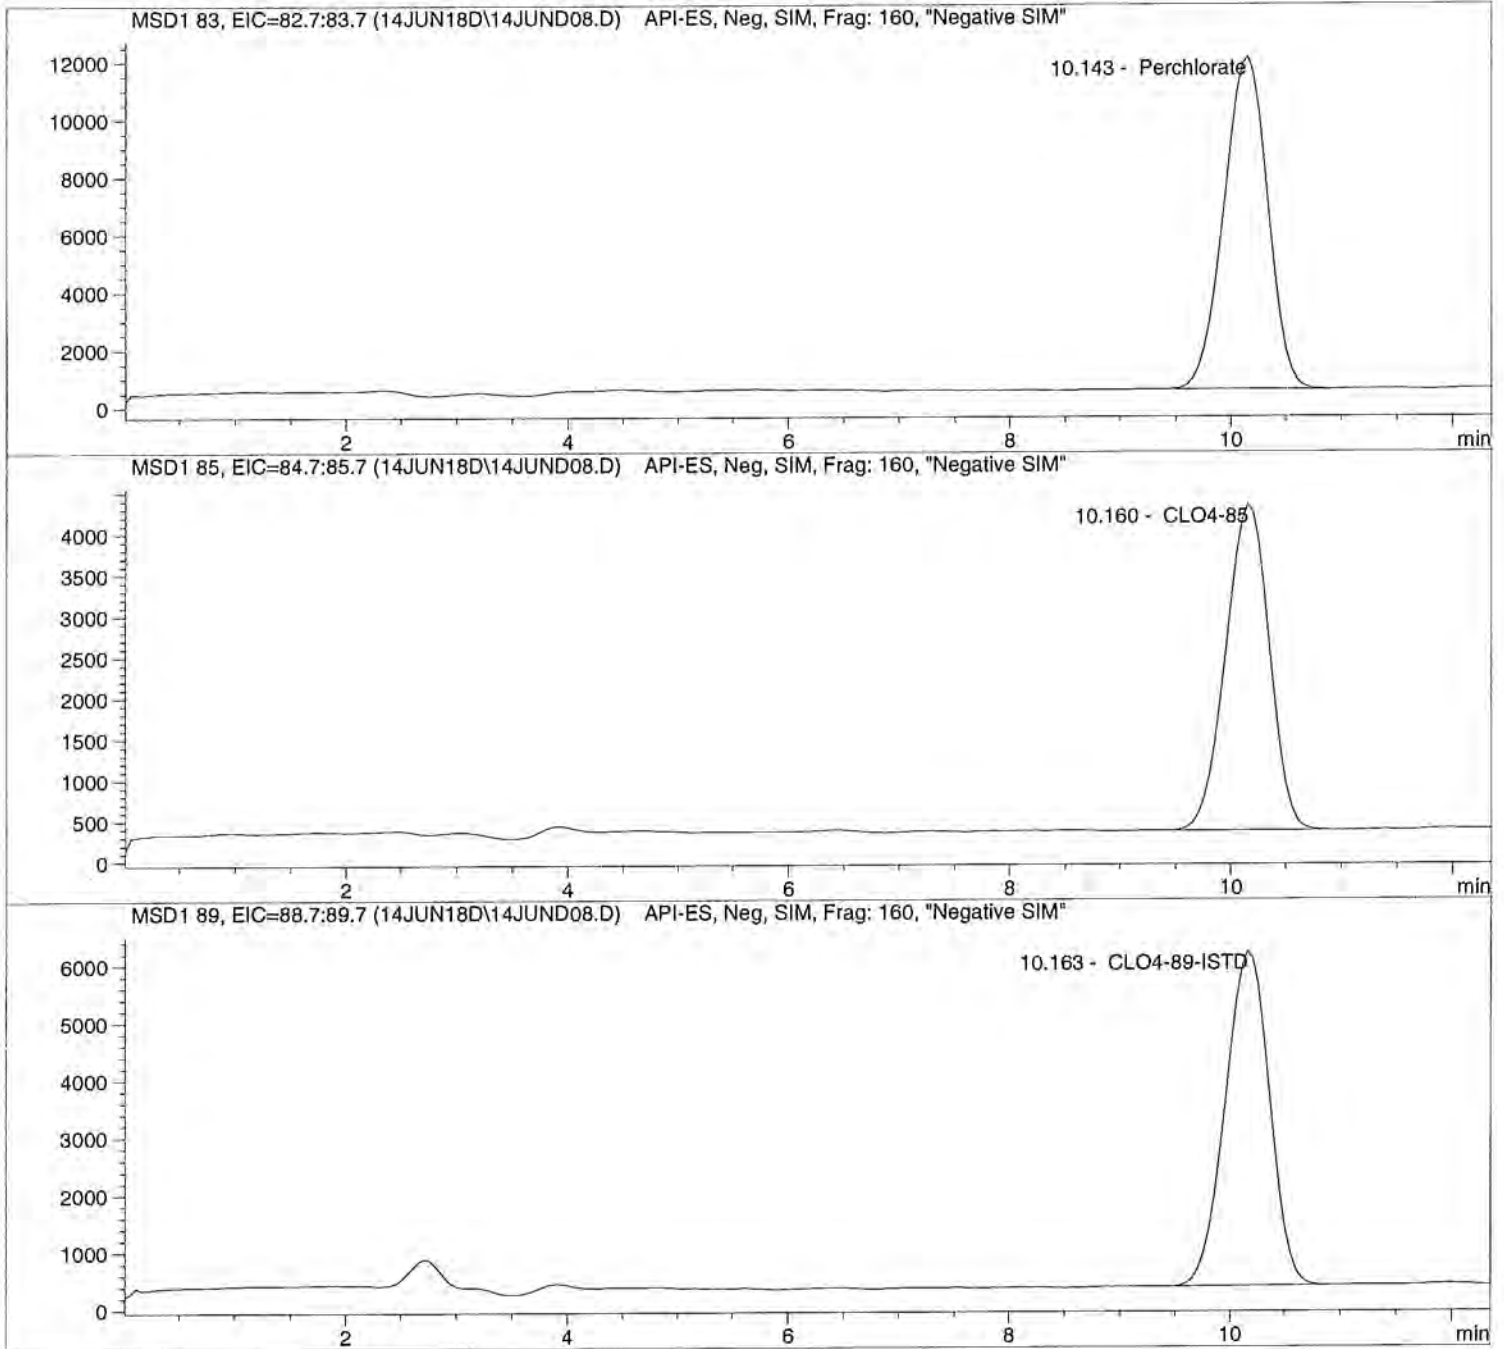 MSD1 83, EIC=82.7:83.7 (14JUN18D\14JUND08.D) API-ES, Neg, SIM, Frag: 160, "Negative SIM"
10.143 - Perchlorate
12000
10000
8000
6000
4000
2000
0
2 4 6 8 10 min
MSD1 85, EIC=84.7:85.7 (14JUN18D\14JUND08.D) API-ES, Neg, SIM, Frag: 160, "Negative SIM"
10.160 - CLO4-85
4000
3500
3000
2500
2000
1500
1000
500
0
2 4 6 8 10 min
MSD1 89, EIC=88.7:89.7 (14JUN18D\14JUND08.D) API-ES, Neg, SIM, Frag: 160, "Negative SIM"
10.163 - CLO4-89-ISTD
6000
5000
4000
3000
2000
1000
0
2 4 6 8 10 min